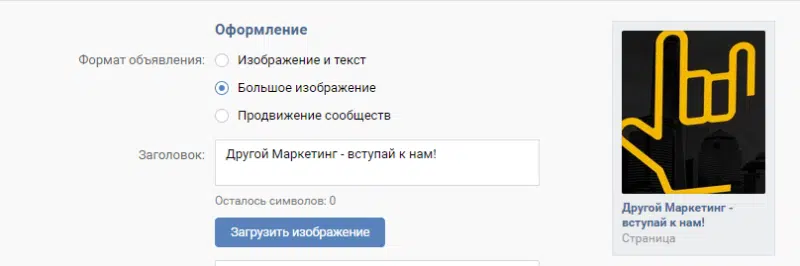 Оформление
Формат объявления:
Изображение и текст
Большое изображение
Продвижение сообществ
Заголовок:
Другой Маркетинг - вступай к нам!
Осталось символов: 0
Загрузить изображение
Другой Маркетинг -
вступай к нам!
Страница